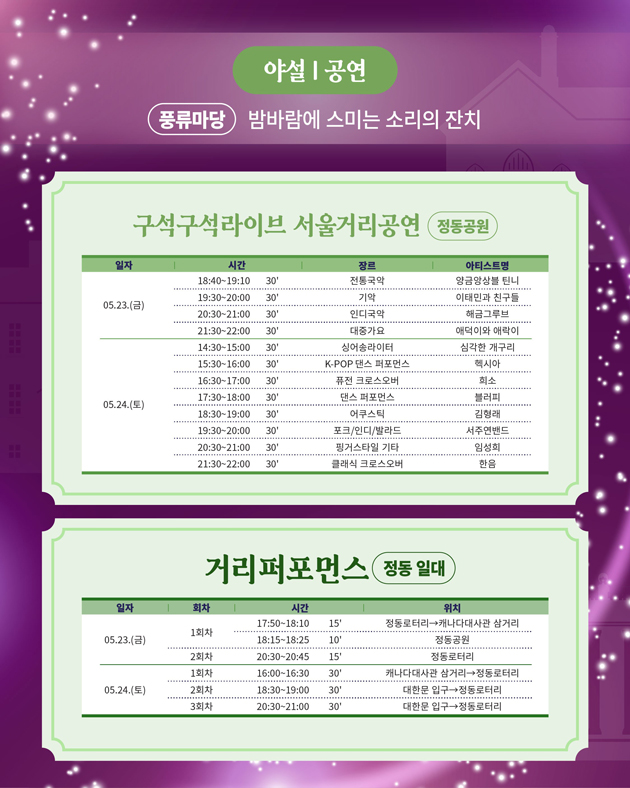 야설 | 공연
풍류마당 밤바람에 스미는 소리의 잔치
구석구석라이브 서울거리공연 정동공원
일자 시간 장르 아티스트명
05.23.(금)
18:40~19:10 30' 전통국악 양금앙상블 틴니
19:30~20:00 30' 기악 이태민과 친구들
20:30~21:00 30' 인디국악 해금그루브
21:30~22:00 30' 대중가요 애덕이와 애락이
05.24.(토)
14:30~15:00 30' 싱어송라이터 심각한 개구리
15:30~16:00 30' K-POP 댄스 퍼포먼스 헥시아
16:30~17:00 30' 퓨전 크로스오버 희소
17:30~18:00 30' 댄스 퍼포먼스 블러피
18:30~19:00 30' 어쿠스틱 김형래
19:30~20:00 30' 포크/인디/발라드 서주연밴드
20:30~21:00 30' 핑거스타일 기타 임성희
21:30~22:00 30' 클래식 크로스오버 한음
거리퍼포먼스 정동 일대
일자 회차 시간 위치
05.23.(금)
1회차 17:50~18:10 15' 정동로터리→캐나다대사관 삼거리
18:15~18:25 10' 정동공원
2회차 20:30~20:45 15' 정동로터리
05.24.(토)
1회차 16:00~16:30 30' 캐나다대사관 삼거리→정동로터리
2회차 18:30~19:00 30' 대한문 입구→정동로터리
3회차 20:30~21:00 30' 대한문 입구→정동로터리